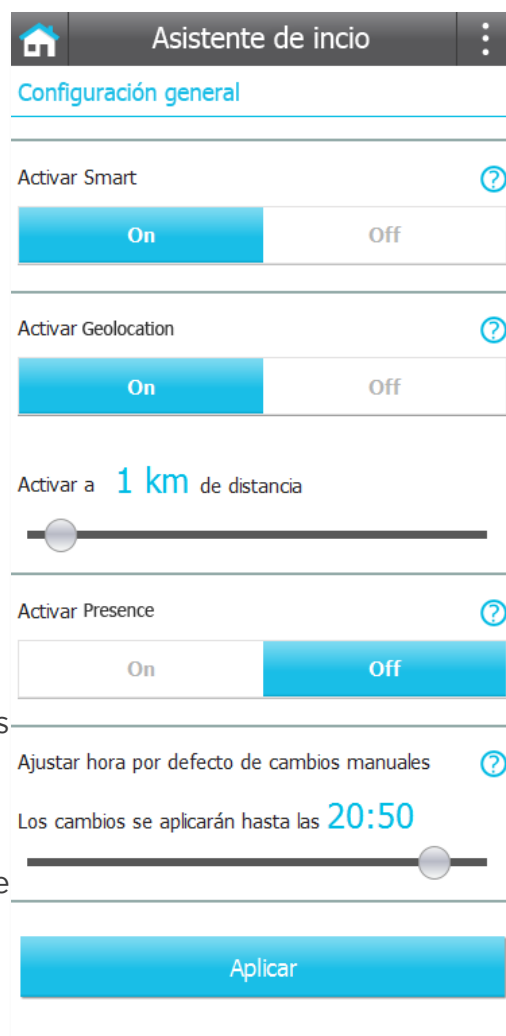 Asistente de incio
Configuración general
Activar Smart ?
On Off
Activar Geolocation ?
On Off
Activar a 1 km de distancia
Activar Presence ?
On Off
s
Ajustar hora por defecto de cambios manuales ?
Los cambios se aplicarán hasta las 20:50
e
Aplicar